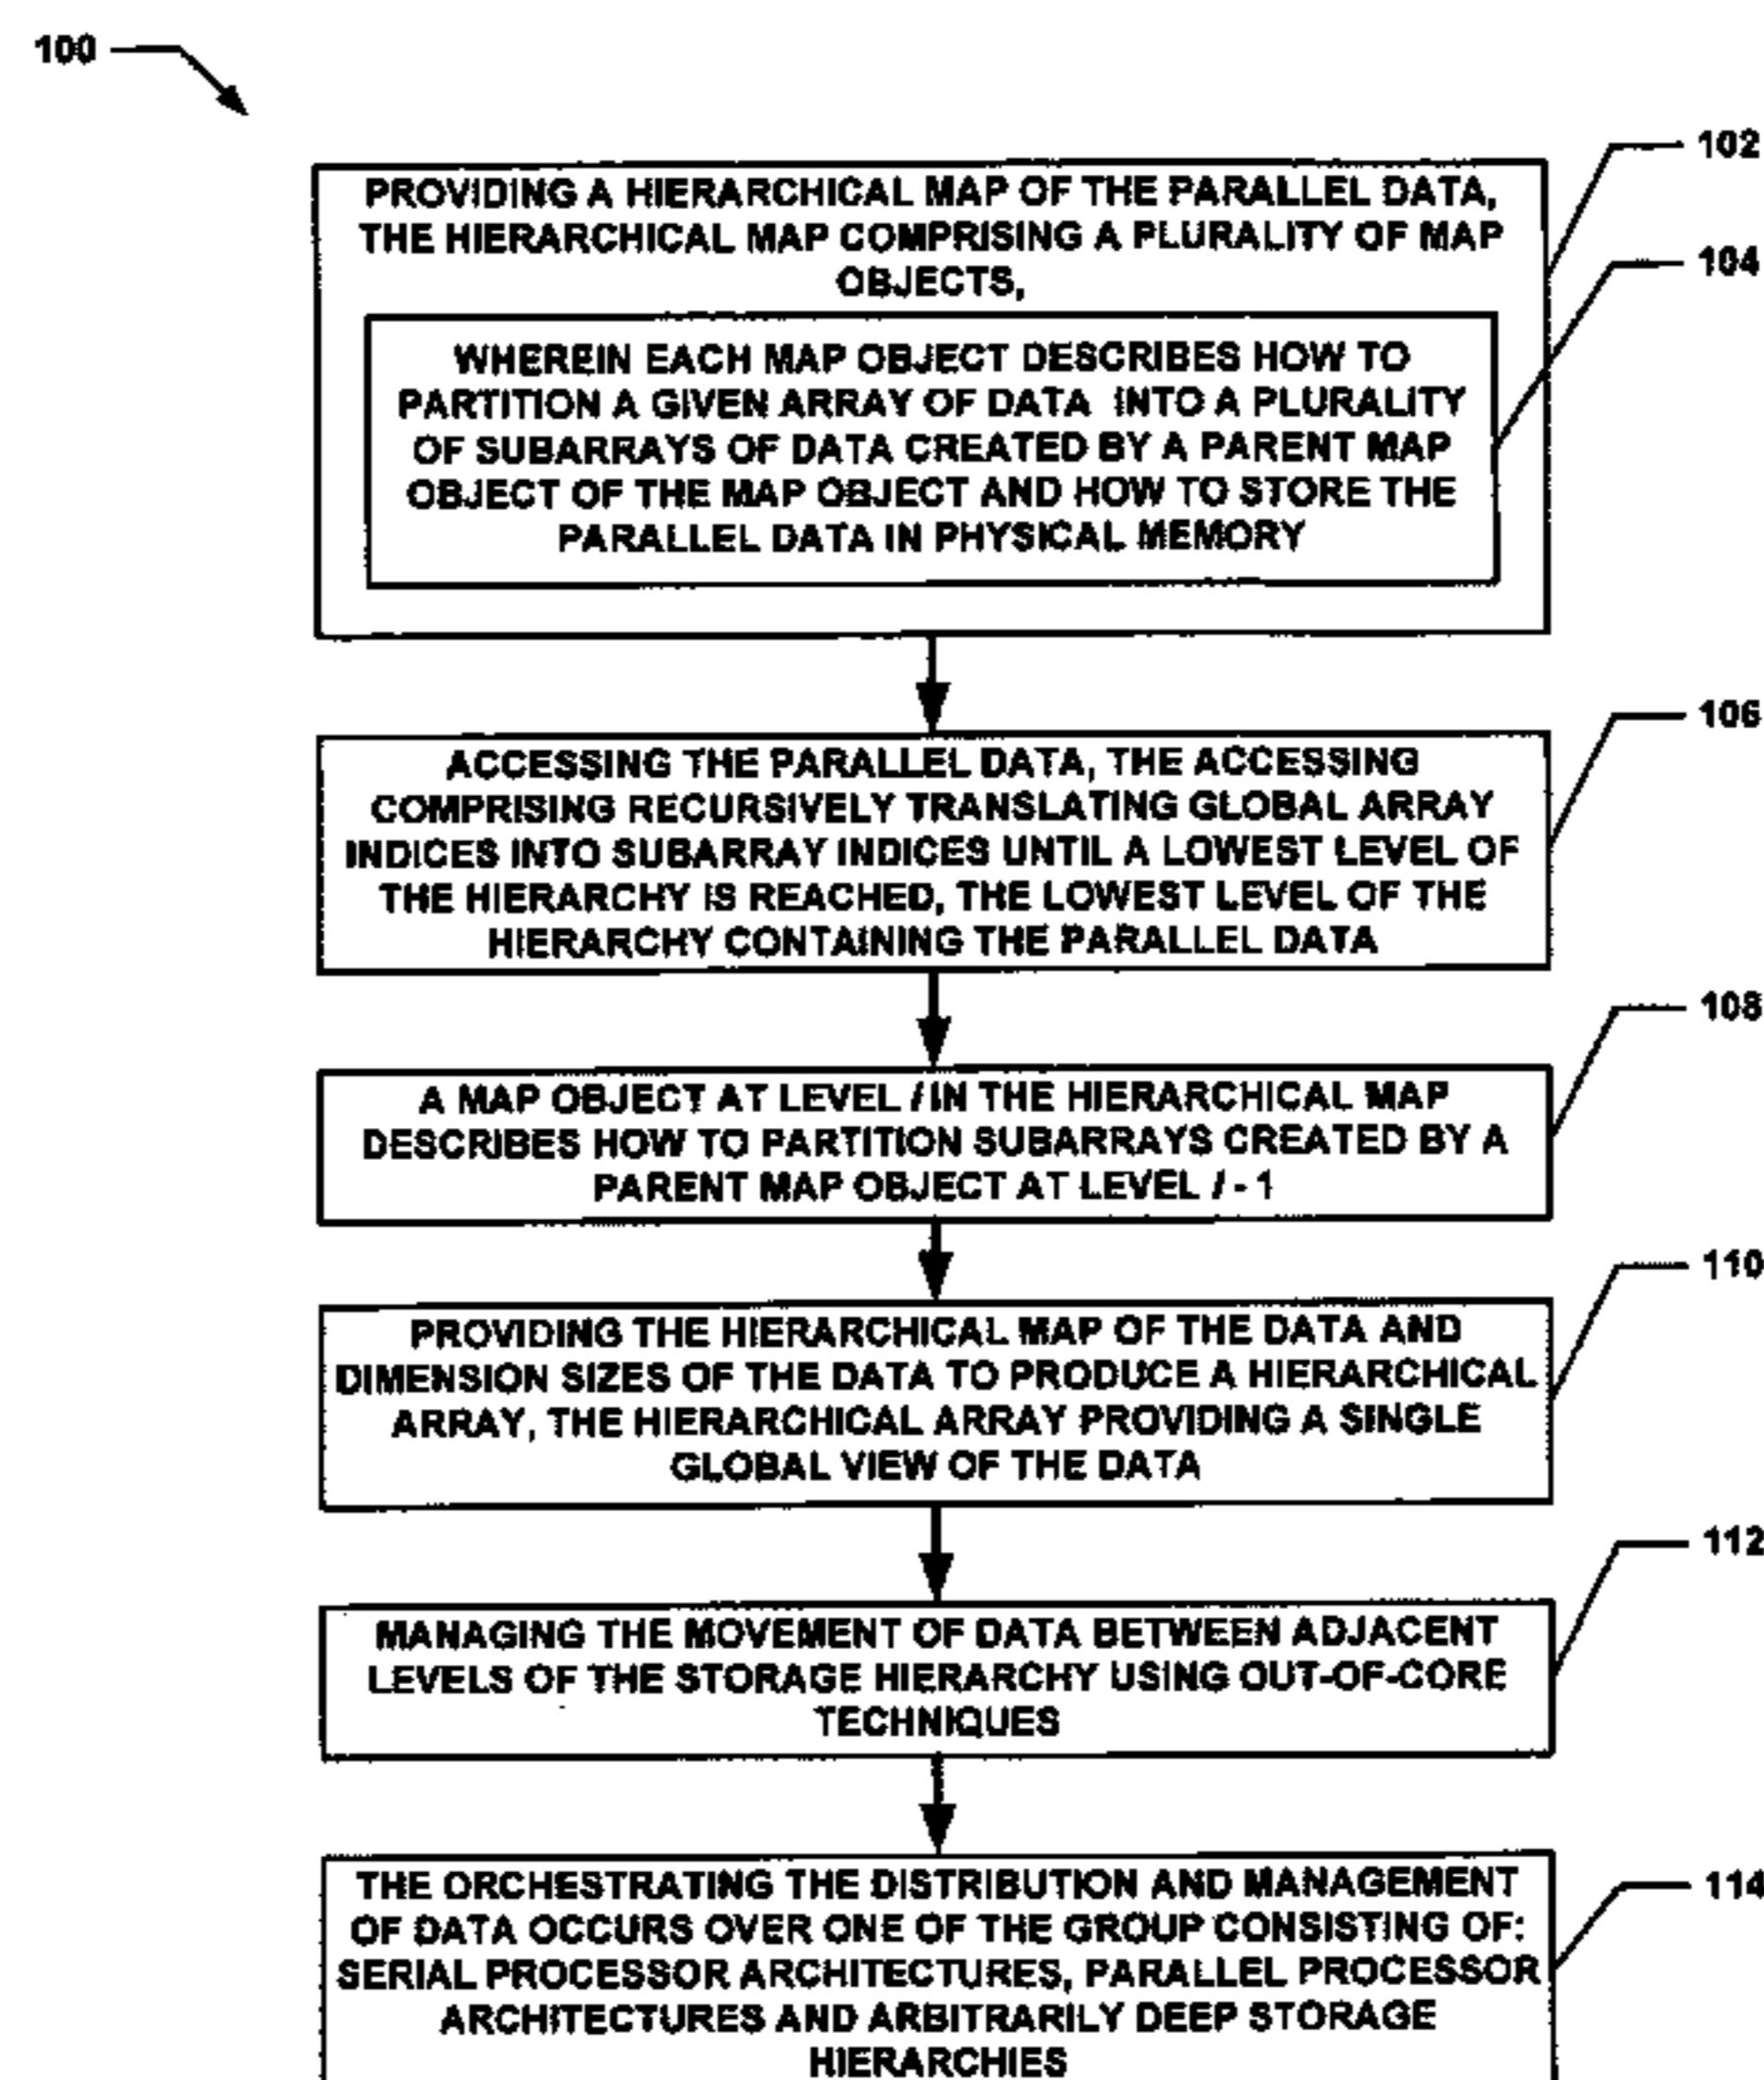 100
102
PROVIDING A HIERARCHICAL MAP OF THE PARALLEL DATA,
THE HIERARCHICAL MAP COMPRISING A PLURALITY OF MAP
OBJECTS,
104
WHEREIN EACH MAP OBJECT DESCRIBES HOW TO
PARTITION A GIVEN ARRAY OF DATA INTO A PLURALITY
OF SUBARRAYS OF DATA CREATED BY A PARENT MAP
OBJECT OF THE MAP OBJECT AND HOW TO STORE THE
PARALLEL DATA IN PHYSICAL MEMORY
106
ACCESSING THE PARALLEL DATA, THE ACCESSING
COMPRISING RECURSIVELY TRANSLATING GLOBAL ARRAY
INDICES INTO SUBARRAY INDICES UNTIL A LOWEST LEVEL OF
THE HIERARCHY IS REACHED, THE LOWEST LEVEL OF THE
HIERARCHY CONTAINING THE PARALLEL DATA
108
A MAP OBJECT AT LEVEL l IN THE HIERARCHICAL MAP
DESCRIBES HOW TO PARTITION SUBARRAYS CREATED BY A
PARENT MAP OBJECT AT LEVEL l - 1
110
PROVIDING THE HIERARCHICAL MAP OF THE DATA AND
DIMENSION SIZES OF THE DATA TO PRODUCE A HIERARCHICAL
ARRAY, THE HIERARCHICAL ARRAY PROVIDING A SINGLE
GLOBAL VIEW OF THE DATA
112
MANAGING THE MOVEMENT OF DATA BETWEEN ADJACENT
LEVELS OF THE STORAGE HIERARCHY USING OUT-OF-CORE
TECHNIQUES
114
THE ORCHESTRATING THE DISTRIBUTION AND MANAGEMENT
OF DATA OCCURS OVER ONE OF THE GROUP CONSISTING OF:
SERIAL PROCESSOR ARCHITECTURES, PARALLEL PROCESSOR
ARCHITECTURES AND ARBITRARILY DEEP STORAGE
HIERARCHIES